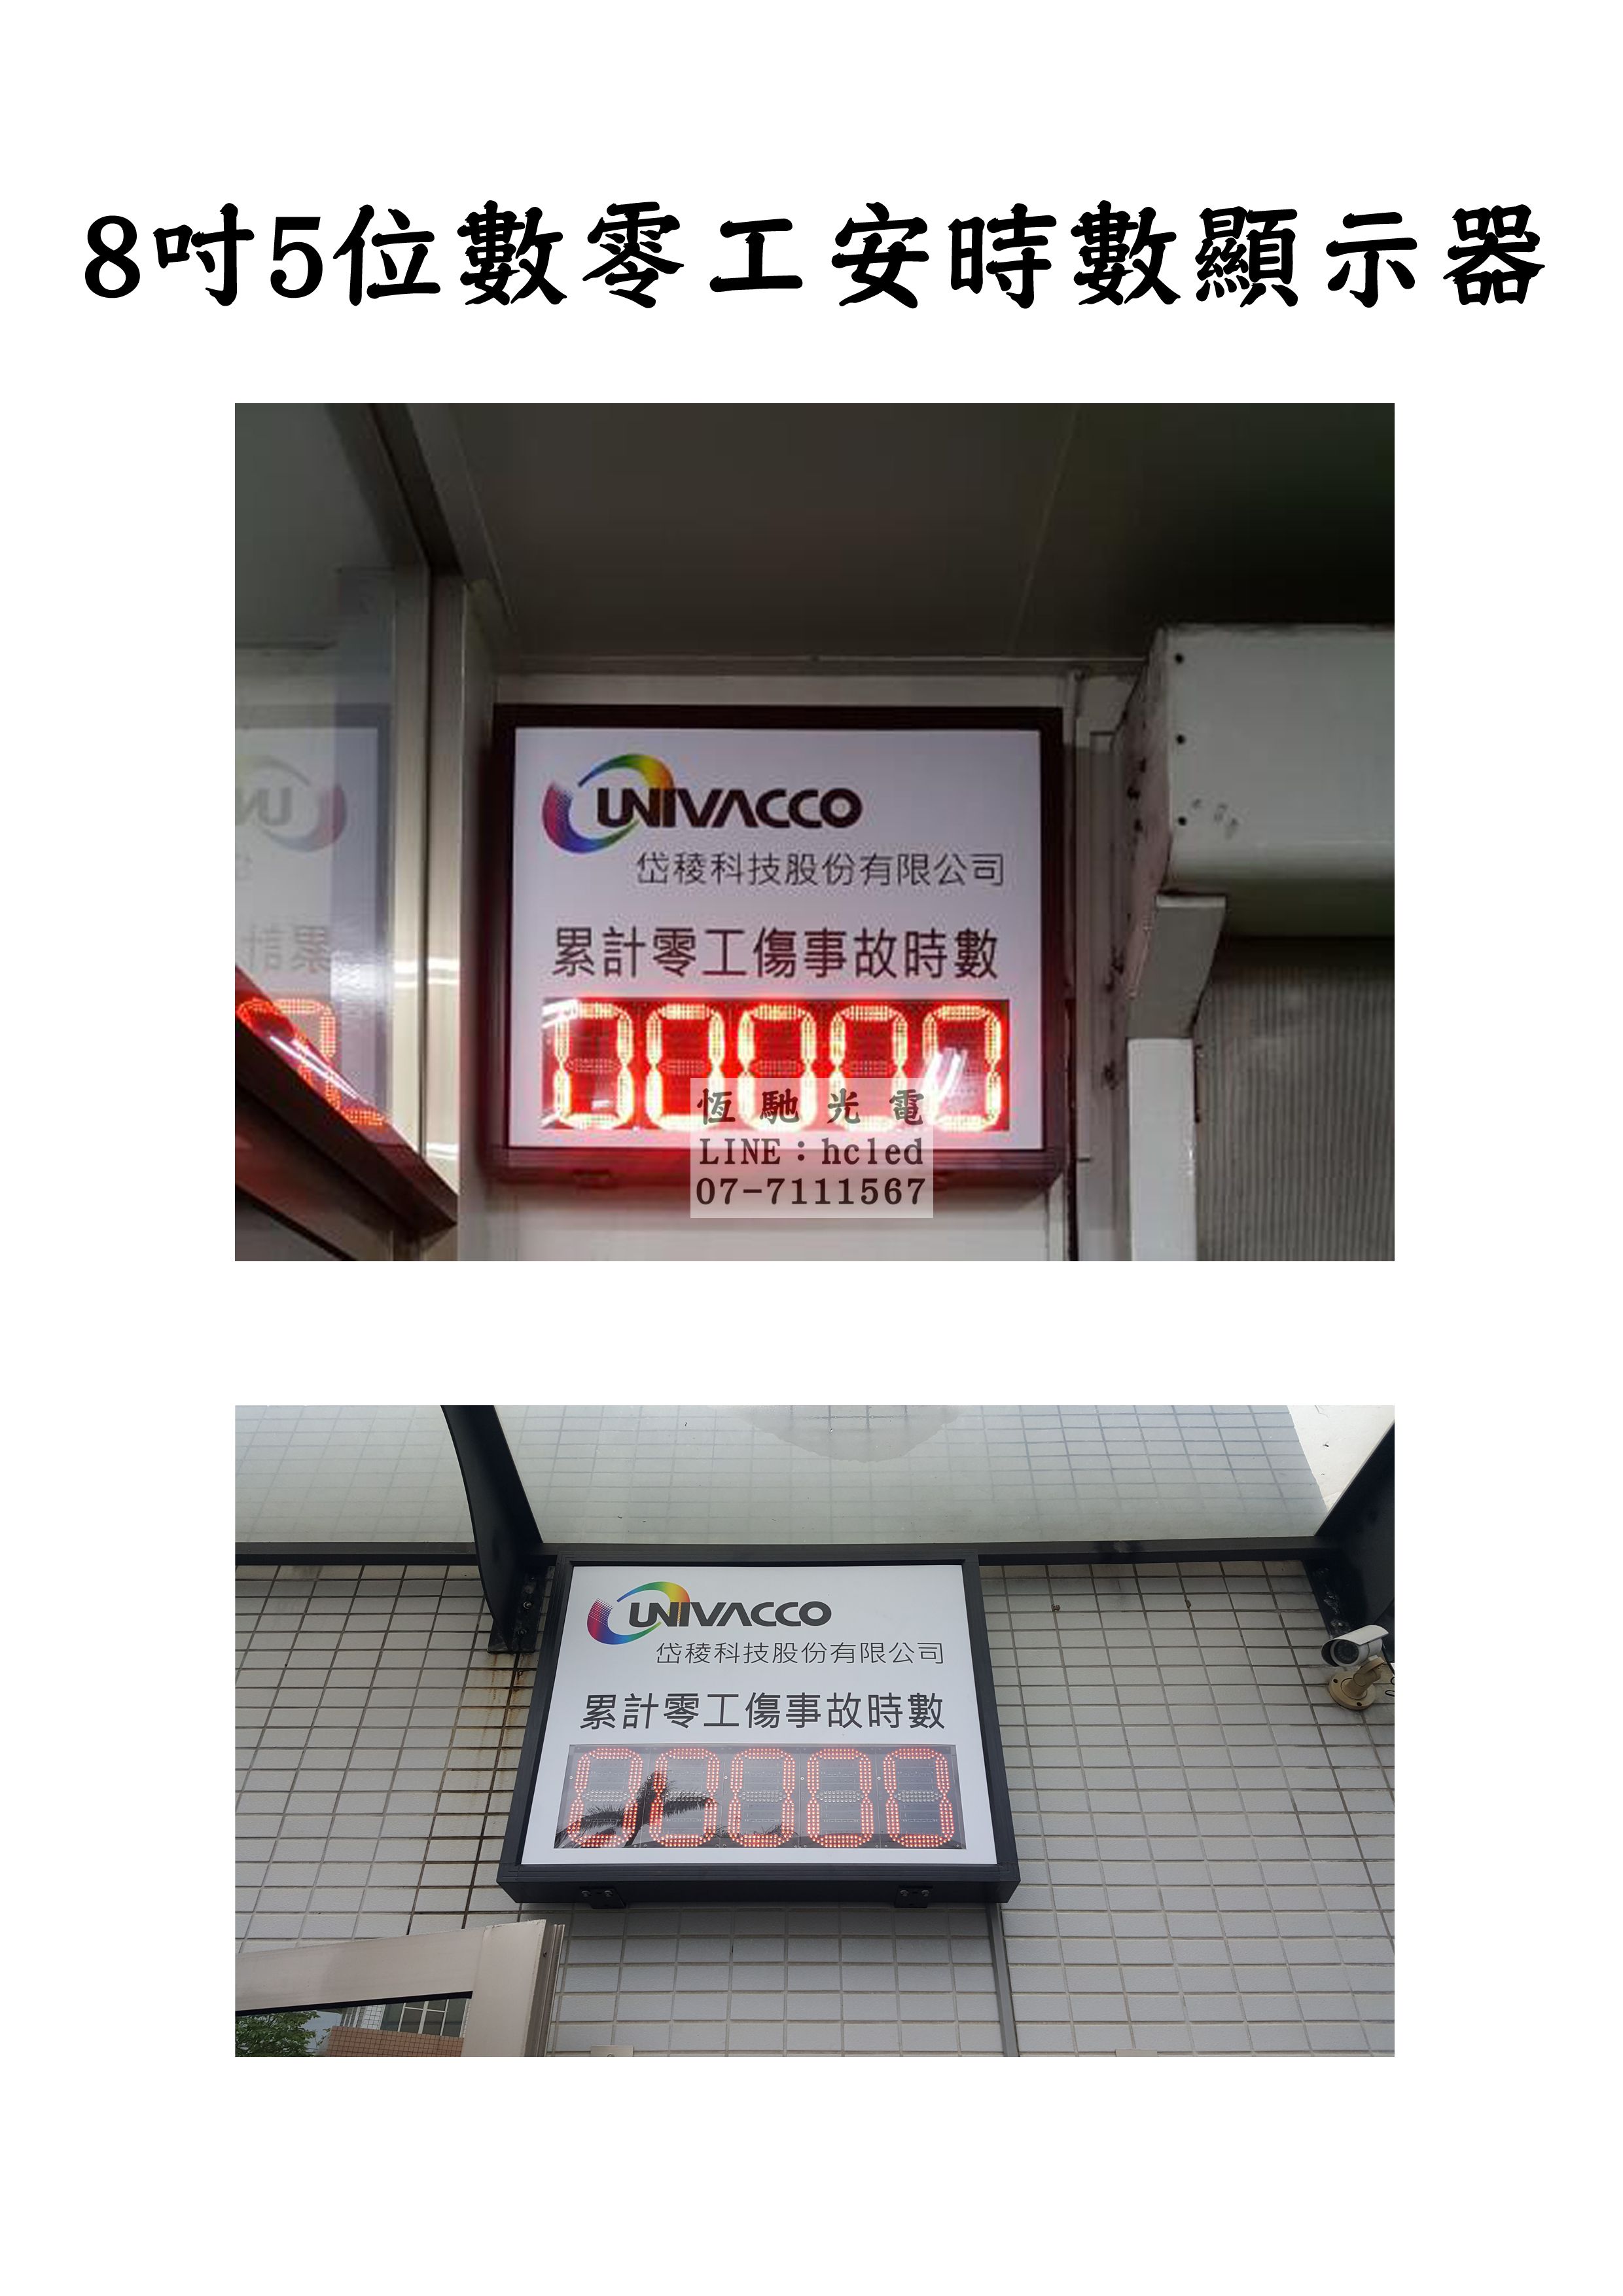 8吋5位數零工安時數顯示器
UNIVACCO
岱稜科技股份有限公司
累計零工傷事故時數
00000
恆馳光電
LINE：hcled
07-7111567
UNIVACCO
岱稜科技股份有限公司
累計零工傷事故時數
00000